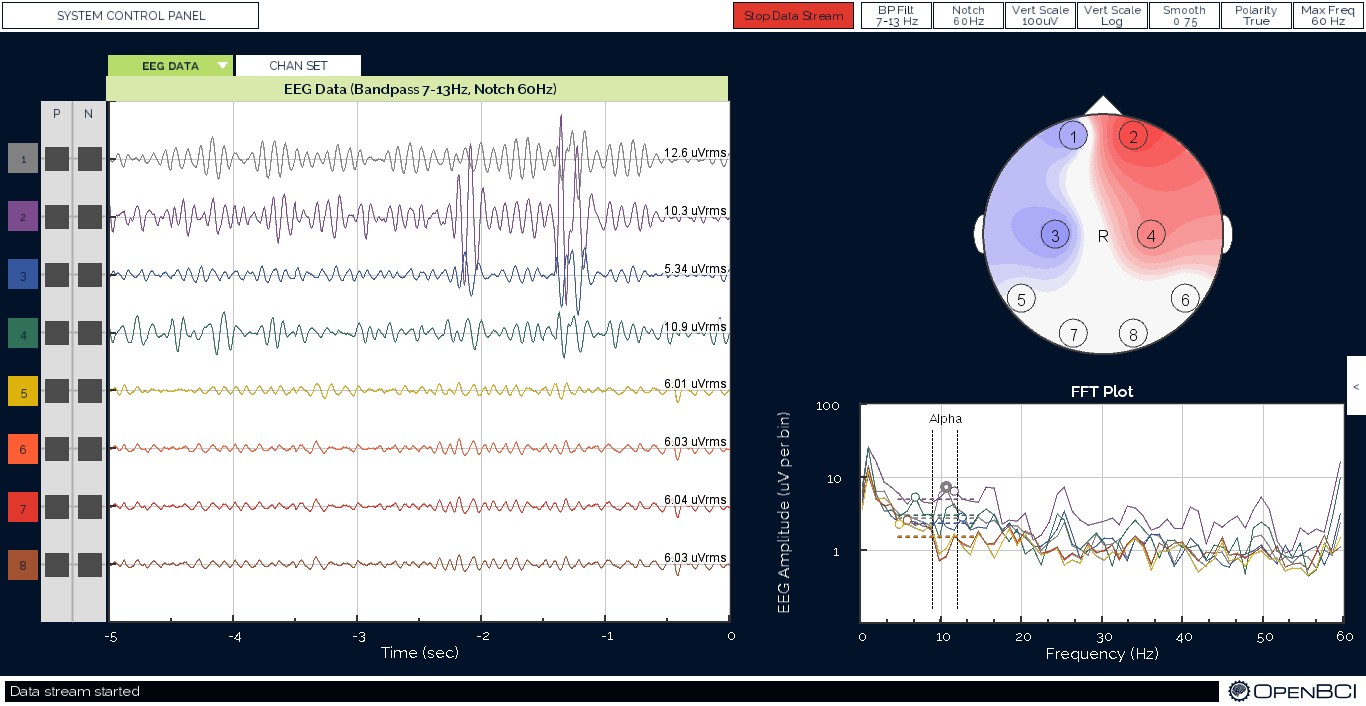 SYSTEM CONTROL PANEL
Stop Data Stream
BP Filt
7-13 Hz
Notch
60Hz
Vert Scale
100uV
Vert Scale
Log
Smooth
0.75
Polarity
True
Max Freq
60 Hz
EEG DATA
CHAN SET
EEG Data (Bandpass 7-13Hz, Notch 60Hz)
P N
1
12.6 uVrms
2
10.3 uVrms
3
5.34 uVrms
4
10.9 uVrms
5
6.01 uVrms
6
6.03 uVrms
7
6.04 uVrms
8
6.03 uVrms
-5 -4 -3 -2 -1 0
Time (sec)
1 2
3 R 4
5 6
7 8
<
FFT Plot
EEG Amplitude (uV per bin)
100
10
1
Alpha
0 10 20 30 40 50 60
Frequency (Hz)
Data stream started
OPENBCI